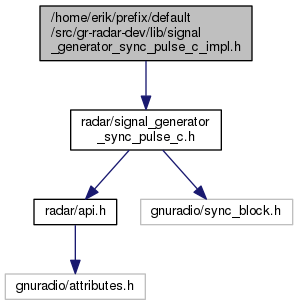 /home/erik/prefix/default
/src/gr-radar-dev/lib/signal
_generator_sync_pulse_c_impl.h
radar/signal_generator
_sync_pulse_c.h
radar/api.h
gnuradio/sync_block.h
gnuradio/attributes.h